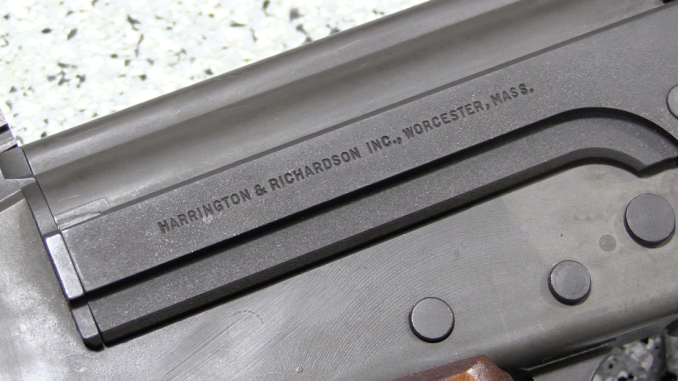 HARRINGTON & RICHARDSON INC., WORCESTER, MASS.